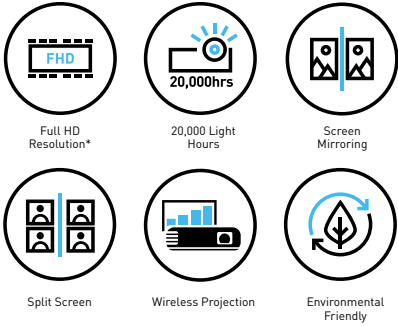 FHD
20,000hrs
Full HD
Resolution*
20,000 Light
Hours
Screen
Mirroring
Split Screen
Wireless Projection
Environmental
Friendly